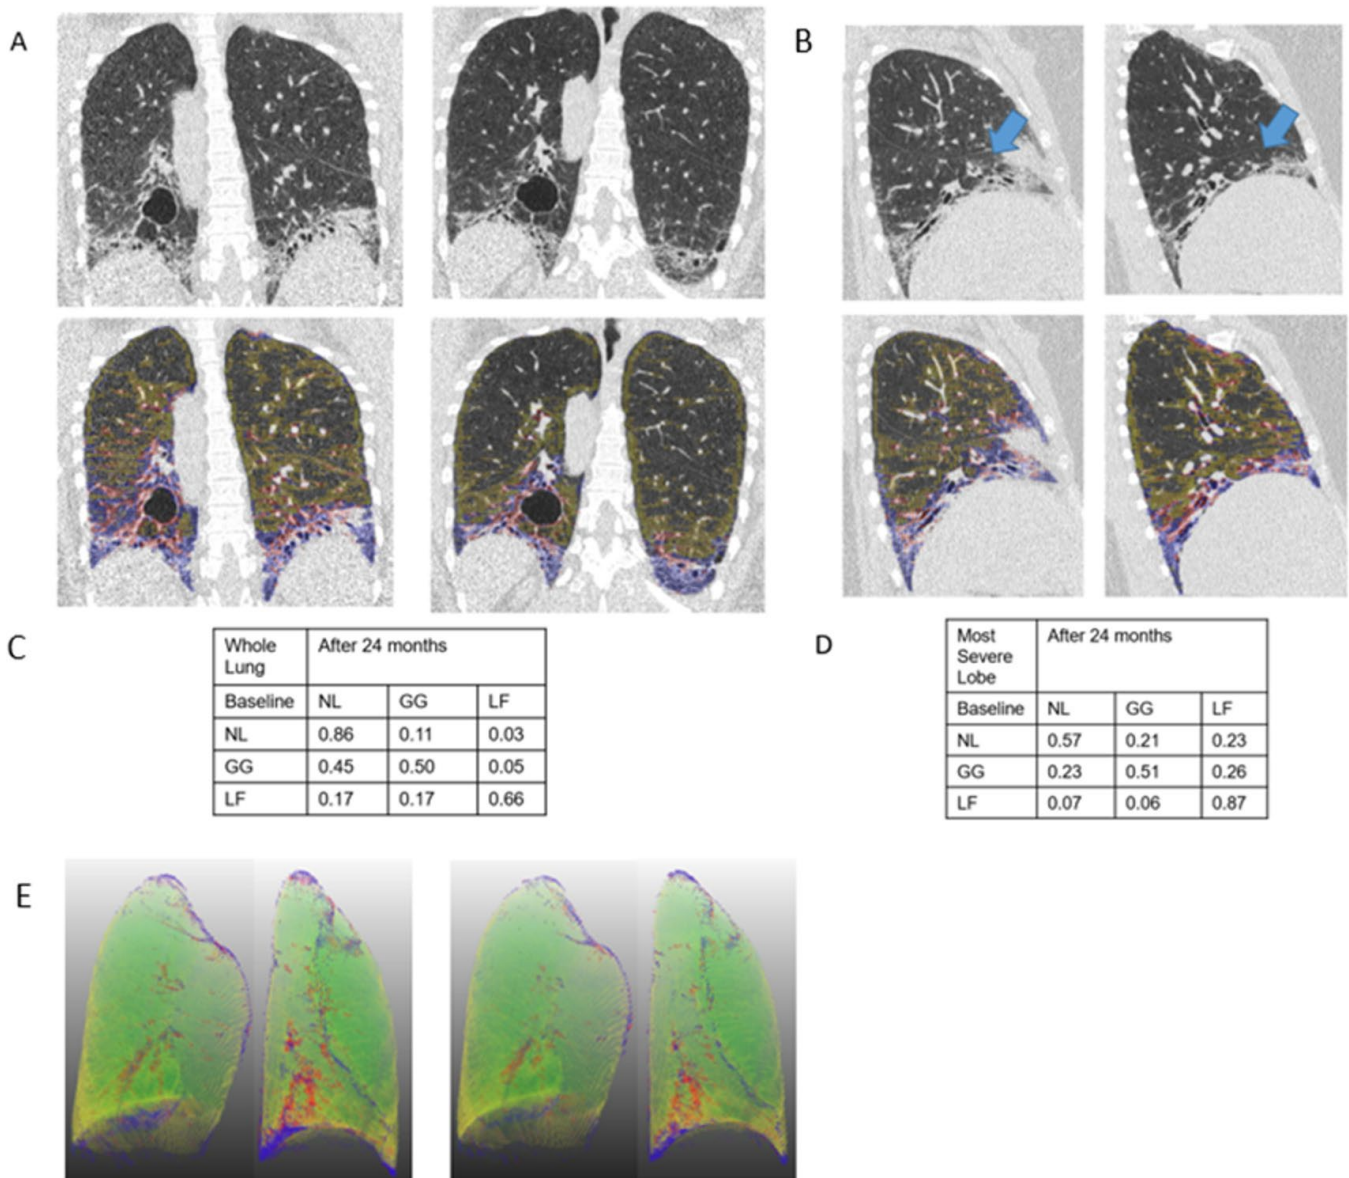 A
B
C
Whole Lung After 24 months
Baseline NL GG LF
NL 0.86 0.11 0.03
GG 0.45 0.50 0.05
LF 0.17 0.17 0.66
D
Most Severe Lobe After 24 months
Baseline NL GG LF
NL 0.57 0.21 0.23
GG 0.23 0.51 0.26
LF 0.07 0.06 0.87
E